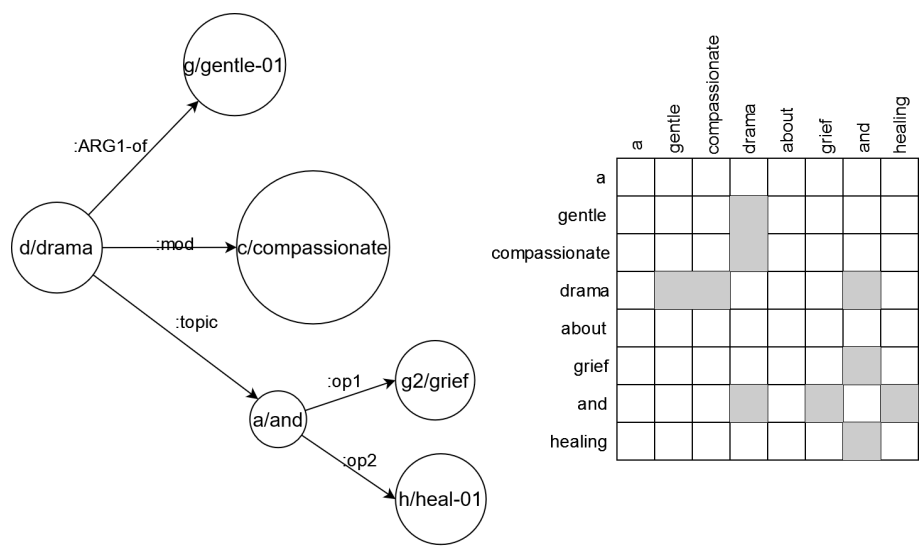 g/gentle-01
:ARG1-of
d/drama
:mod
c/compassionate
:topic
:op1
g2/grief
a/and
:op2
h/heal-01
a
gentle
compassionate
drama
about
grief
and
healing
a
gentle
compassionate
drama
about
grief
and
healing